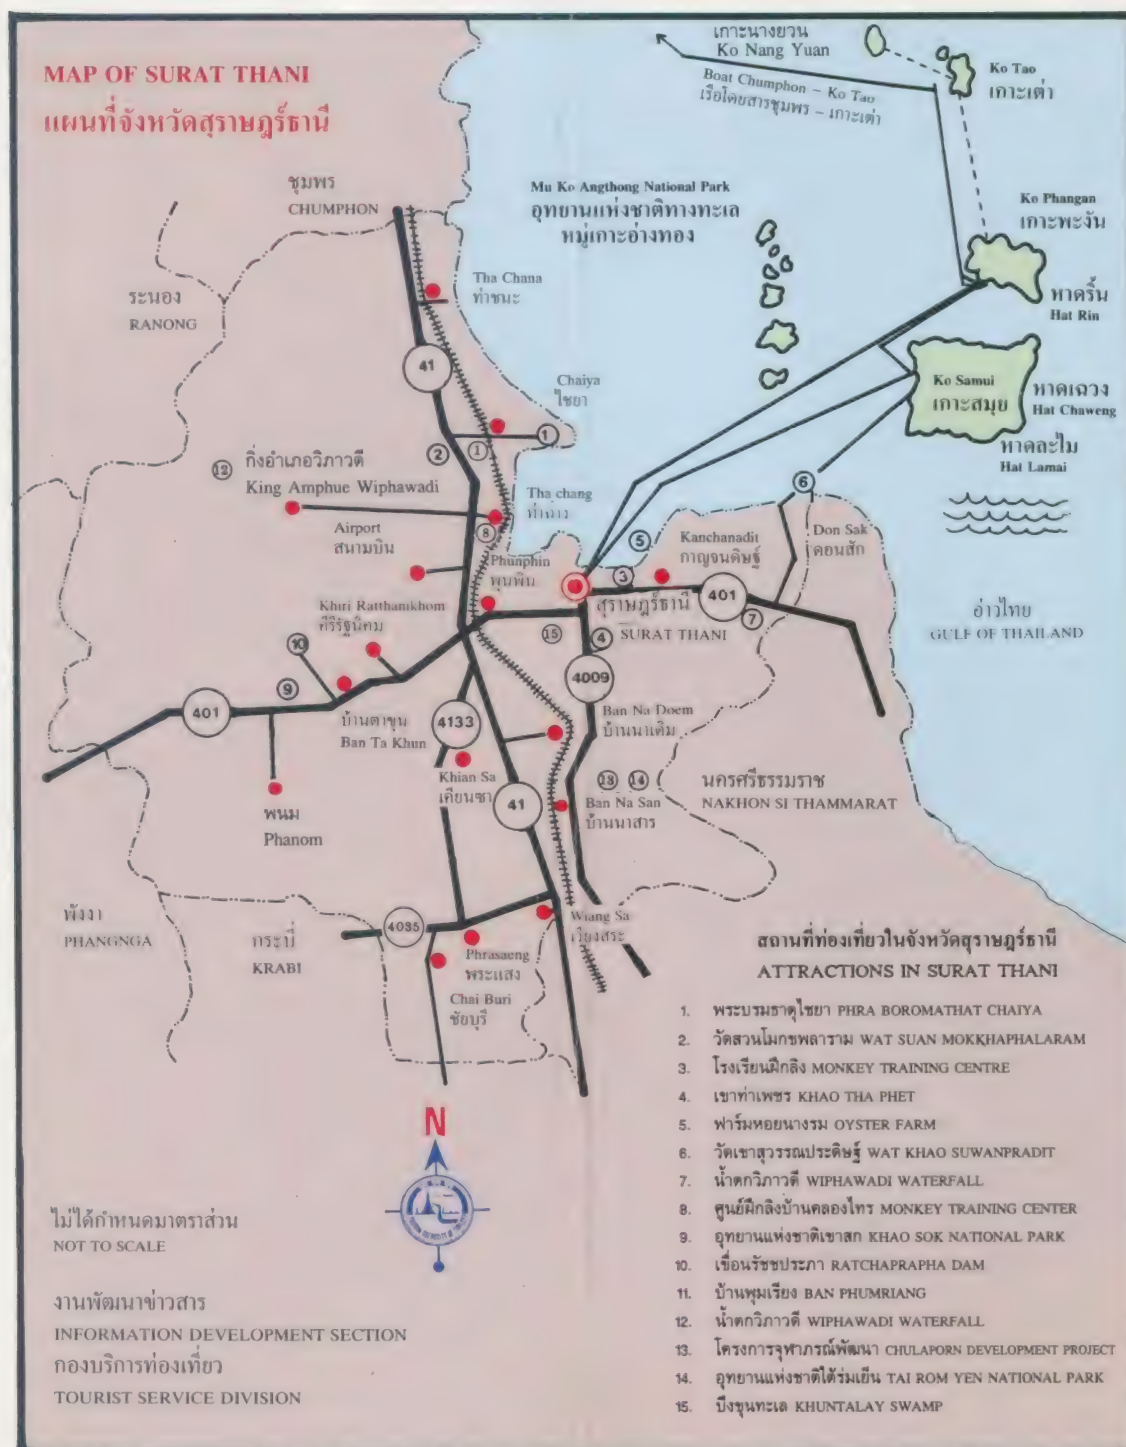 MAP OF SURAT THANI
แผนที่จังหวัดสุราษฎร์ธานี
เกาะนางยวน
Ko Nang Yuan
Ko Tao
เกาะเต่า
Boat Chumphon – Ko Tao
เรือโดยสารชุมพร – เกาะเต่า
ชุมพร
CHUMPHON
Mu Ko Angthong National Park
อุทยานแห่งชาติทางทะเล
หมู่เกาะอ่างทอง
Ko Phangan
เกาะพะงัน
หาดริ้น
Hat Rin
Tha Chana
ท่าชนะ
ระนอง
RANONG
41
Chaiya
ไชยา
Ko Samui
เกาะสมุย
หาดเฉวง
Hat Chaweng
หาดละไม
Hat Lamai
1
1
2
12
กิ่งอำเภอวิภาวดี
King Amphue Wiphawadi
Tha chang
ท่าฉาง
6
8
5
Airport
สนามบิน
Kanchanadit
กาญจนดิษฐ์
Don Sak
ดอนสัก
Phunphin
พุนพิน
3
401
7
สุราษฎร์ธานี
SURAT THANI
อ่าวไทย
GULF OF THAILAND
Khiri Ratthanikhom
คีรีรัฐนิคม
15
4
10
9
4009
401
บ้านตาขุน
Ban Ta Khun
4133
Ban Na Doem
บ้านนาเดิม
Khian Sa
เคียนซา
41
13
14
Ban Na San
บ้านนาสาร
นครศรีธรรมราช
NAKHON SI THAMMARAT
พนม
Phanom
พังงา
PHANGNGA
กระบี่
KRABI
4035
Wiang Sa
เวียงสระ
Phrasaeng
พระแสง
Chai Buri
ชัยบุรี
สถานที่ท่องเที่ยวในจังหวัดสุราษฎร์ธานี
ATTRACTIONS IN SURAT THANI
1. พระบรมธาตุไชยา PHRA BOROMATHAT CHAIYA
2. วัดสวนโมกขพลาราม WAT SUAN MOKKHAPHALARAM
3. โรงเรียนฝึกลิง MONKEY TRAINING CENTRE
4. เขาท่าเพชร KHAO THA PHET
5. ฟาร์มหอยนางรม OYSTER FARM
6. วัดเขาสุวรรณประดิษฐ์ WAT KHAO SUWANPRADIT
7. น้ำตกวิภาวดี WIPHAWADI WATERFALL
8. ศูนย์ฝึกลิงบ้านคลองไทร MONKEY TRAINING CENTER
9. อุทยานแห่งชาติเขาสก KHAO SOK NATIONAL PARK
10. เขื่อนรัชชประภา RATCHAPRAPHA DAM
11. บ้านพุมเรียง BAN PHUMRIANG
12. น้ำตกวิภาวดี WIPHAWADI WATERFALL
13. โครงการจุฬาภรณ์พัฒนา CHULAPORN DEVELOPMENT PROJECT
14. อุทยานแห่งชาติใต้ร่มเย็น TAI ROM YEN NATIONAL PARK
15. บึงขุนทะเล KHUNTALAY SWAMP
N
ไม่ได้กำหนดมาตราส่วน
NOT TO SCALE
งานพัฒนาข่าวสาร
INFORMATION DEVELOPMENT SECTION
กองบริการท่องเที่ยว
TOURIST SERVICE DIVISION